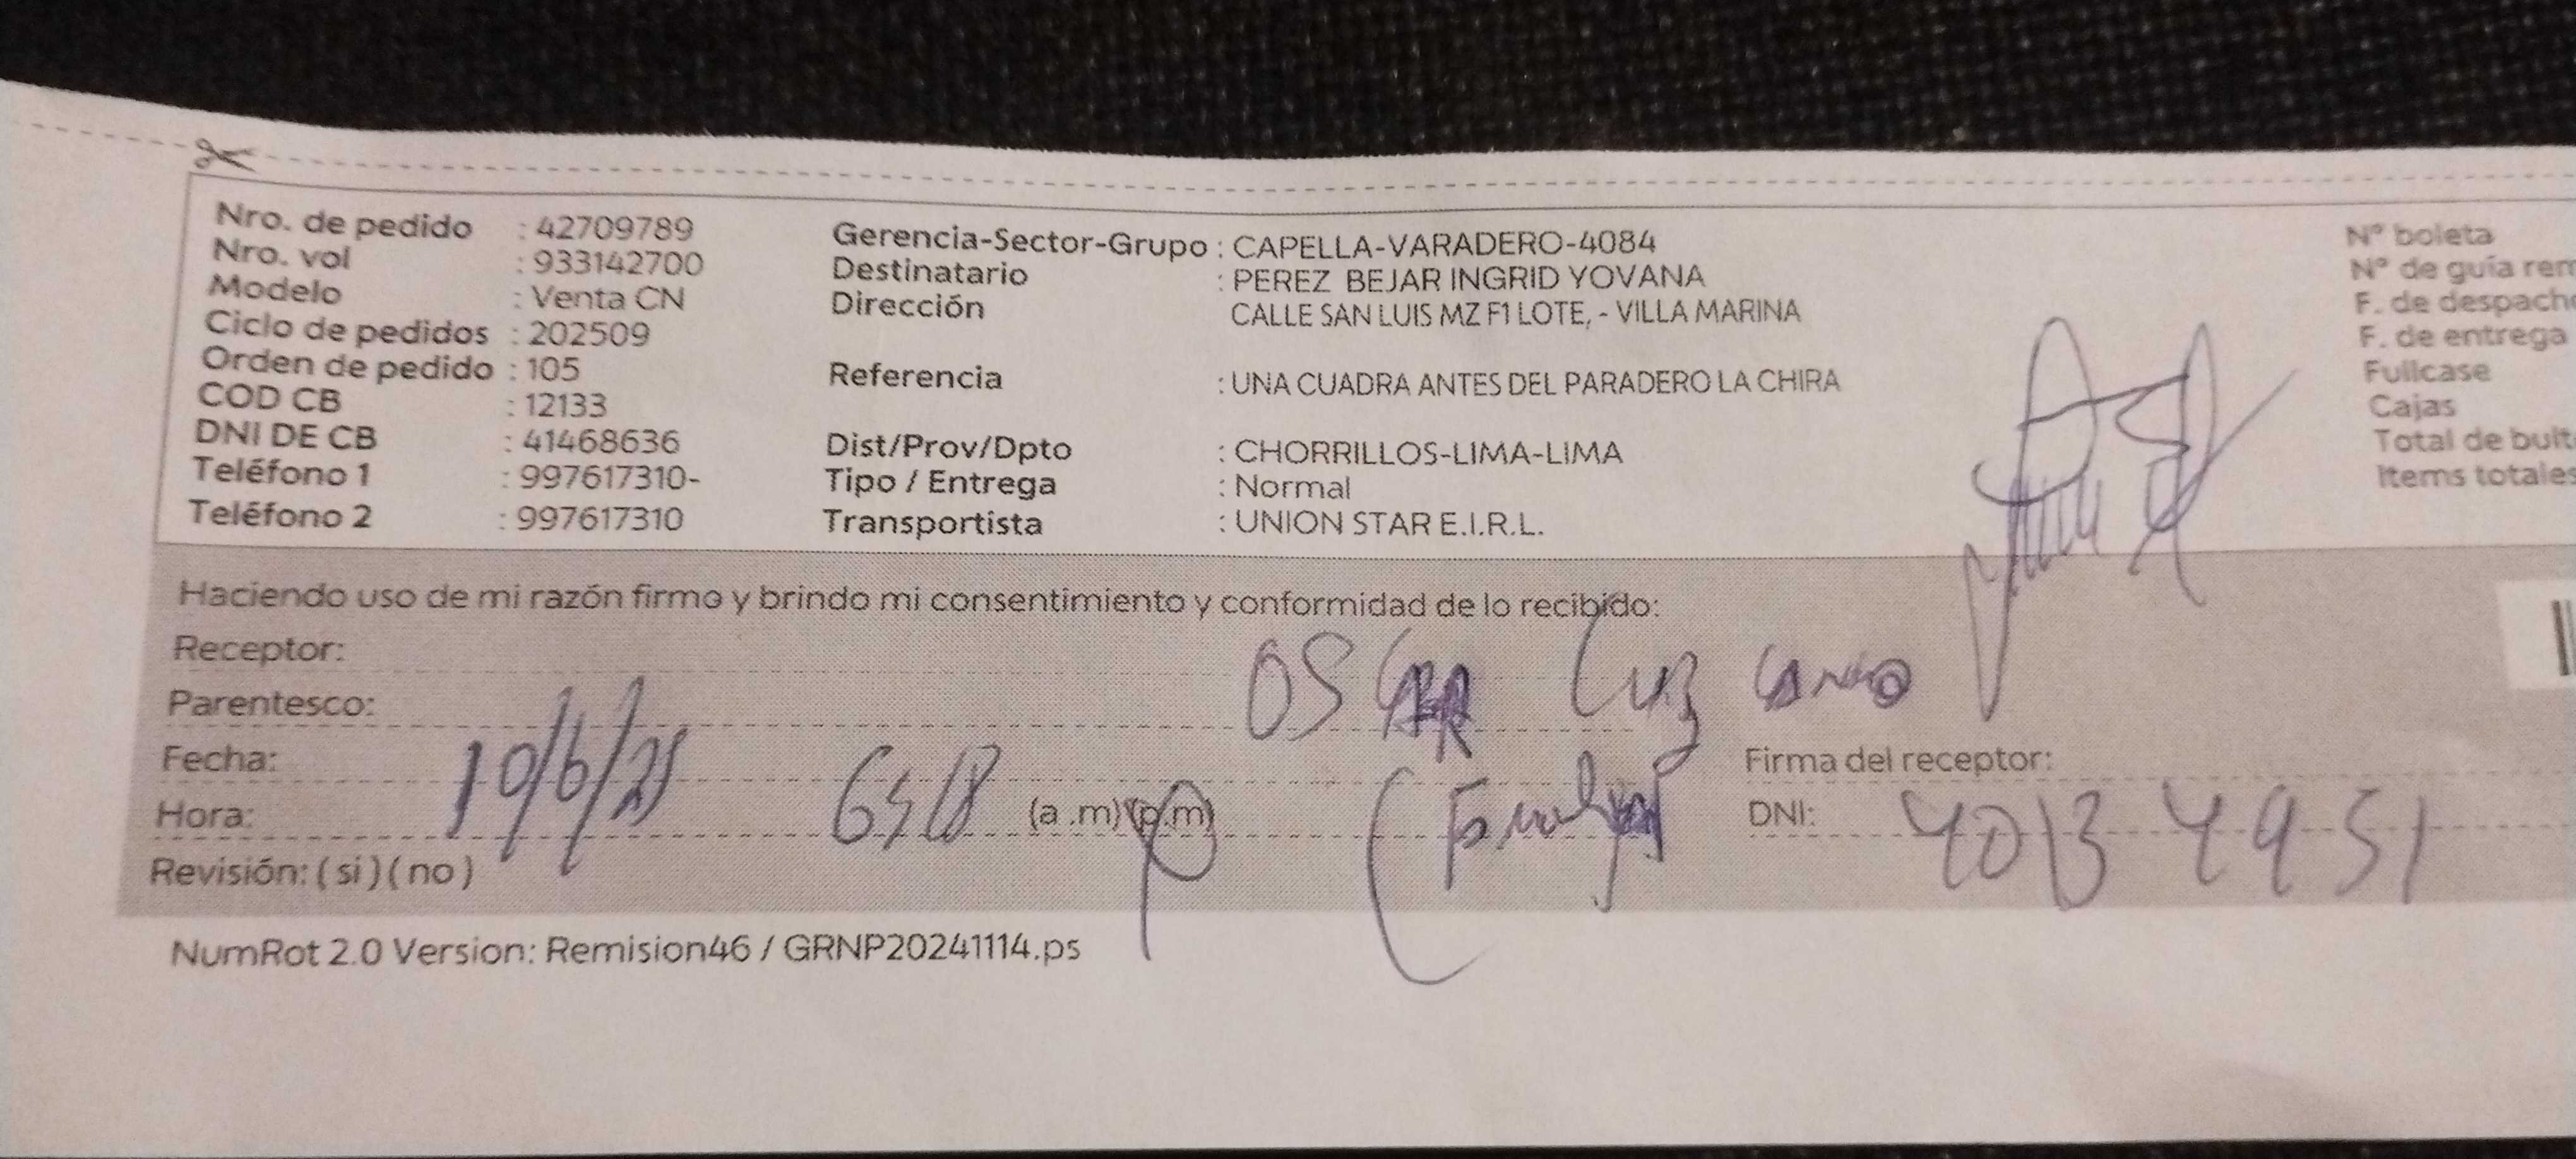 Nro. de pedido : 42709789
Nro. vol : 933142700
Modelo : Venta CN
Ciclo de pedidos : 202509
Orden de pedido : 105
COD CB : 12133
DNI DE CB : 41468636
Teléfono 1 : 997617310-
Teléfono 2 : 997617310
Gerencia-Sector-Grupo : CAPELLA-VARADERO-4084
Destinatario : PEREZ BEJAR INGRID YOVANA
Dirección CALLE SAN LUIS MZ F1 LOTE, - VILLA MARINA
Referencia : UNA CUADRA ANTES DEL PARADERO LA CHIRA
Dist/Prov/Dpto : CHORRILLOS-LIMA-LIMA
Tipo / Entrega : Normal
Transportista : UNION STAR E.I.R.L.
Nº boleta
Nº de guía rem
F. de despach
F. de entrega
Fullcase
Cajas
Total de bult
Items totales
Haciendo uso de mi razón firmo y brindo mi consentimiento y conformidad de lo recibido:
Receptor: OSCAR
Parentesco:
Fecha: 10/6/25
Hora: (a .m) (p.m)
Firma del receptor:
DNI: 40134951
Revisión: ( si ) ( no )
NumRot 2.0 Version: Remision46 / GRNP20241114.ps